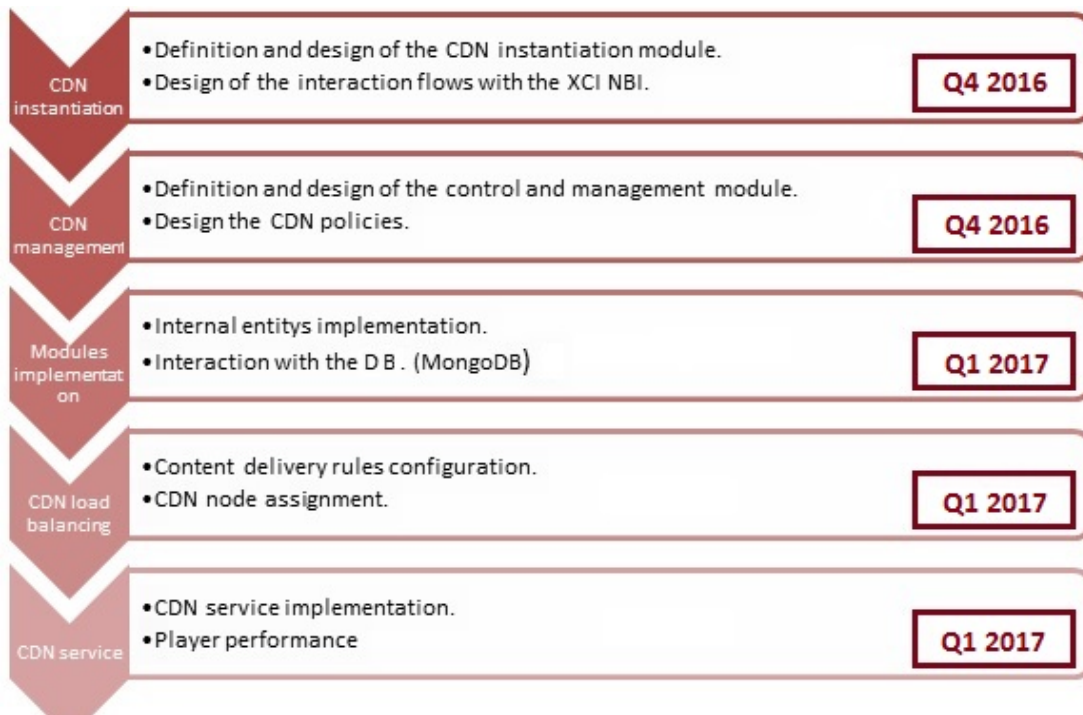 CDN
instantiation
•Definition and design of the CDN instantiation module.
•Design of the interaction flows with the XCI NBI.
Q4 2016
CDN
management
•Definition and design of the control and management module.
•Design the CDN policies.
Q4 2016
Modules
implementat
on
•Internal entitys implementation.
•Interaction with the D B. (MongoDB)
Q1 2017
CDN load
balancing
•Content delivery rules configuration.
•CDN node assignment.
Q1 2017
CDN service
•CDN service implementation.
•Player performance
Q1 2017